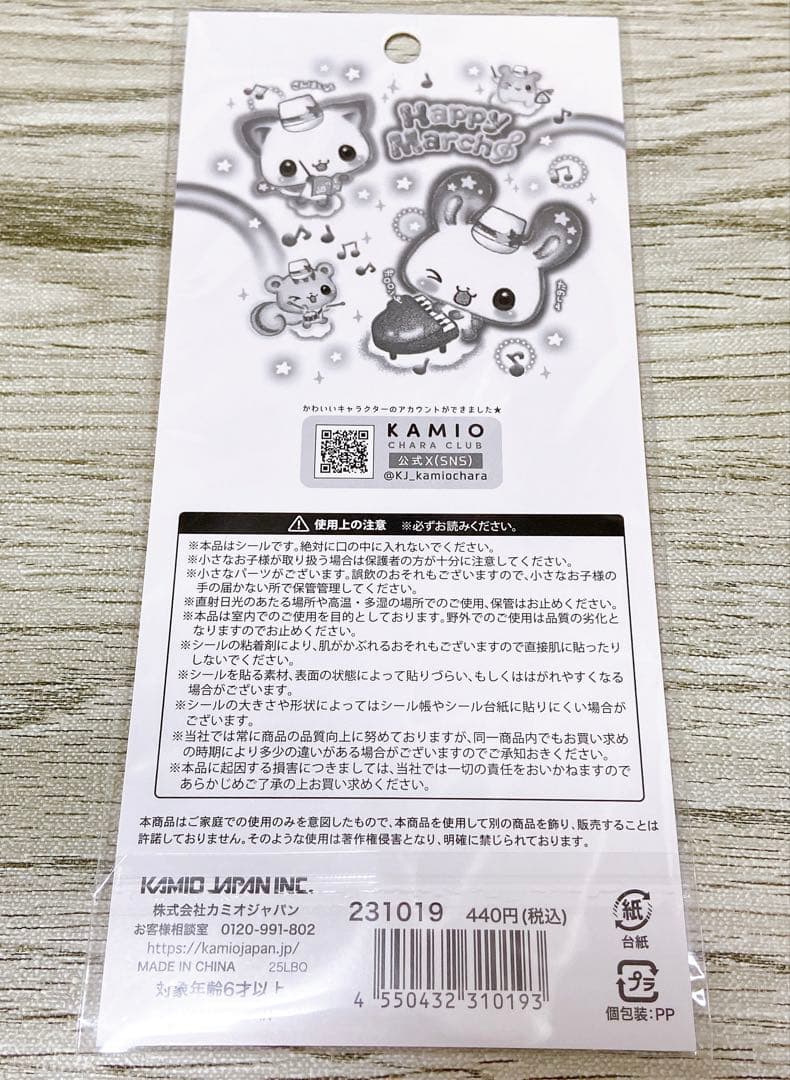 こんにちは♪
Happy
March
ポロロン♪
たのしす
かわいいキャラクターのアカウントができました★
KAMIO
CHARA CLUB
公式X(SNS)
@KJ_kamiochara
使用上の注意 ※必ずお読みください。
※本品はシールです。絶対に口の中に入れないでください。
※小さなお子様が取り扱う場合は保護者の方が十分に注意してください。
※小さなパーツがございます。誤飲のおそれもございますので、小さなお子様の
手の届かない所で保管管理してください。
※直射日光のあたる場所や高温・多湿の場所でのご使用、保管はお止めください。
※本品は室内でのご使用を目的としております。野外でのご使用は品質の劣化と
なりますのでお止めください。
※シールの粘着剤により、肌がかぶれるおそれもございますので直接肌に貼ったり
しないでください。
※シールを貼る素材、表面の状態によって貼りづらい、もしくははがれやすくなる
場合がございます。
※シールの大きさや形状によってはシール帳やシール台紙に貼りにくい場合が
ございます。
※当社では常に商品の品質向上に努めておりますが、同一商品内でもお買い求め
の時期により多少の違いがある場合がございますのでご承知おきください。
※本品に起因する損害につきましては、当社では一切の責任をおいかねますので
あらかじめご了承の上お買い求めください。
本商品はご家庭での使用のみを意図したもので、本商品を使用して別の商品を飾り、販売することは
許諾しておりません。そのような使用は著作権侵害となり、明確に禁じられております。
KAMIO JAPAN INC.
株式会社カミオジャパン
お客様相談室 0120-991-802
https://kamiojapan.jp/
MADE IN CHINA 25LBQ
対象年齢6才以上
231019 440円(税込)
4 550432 310193
紙
台紙
プラ
個包装:PP